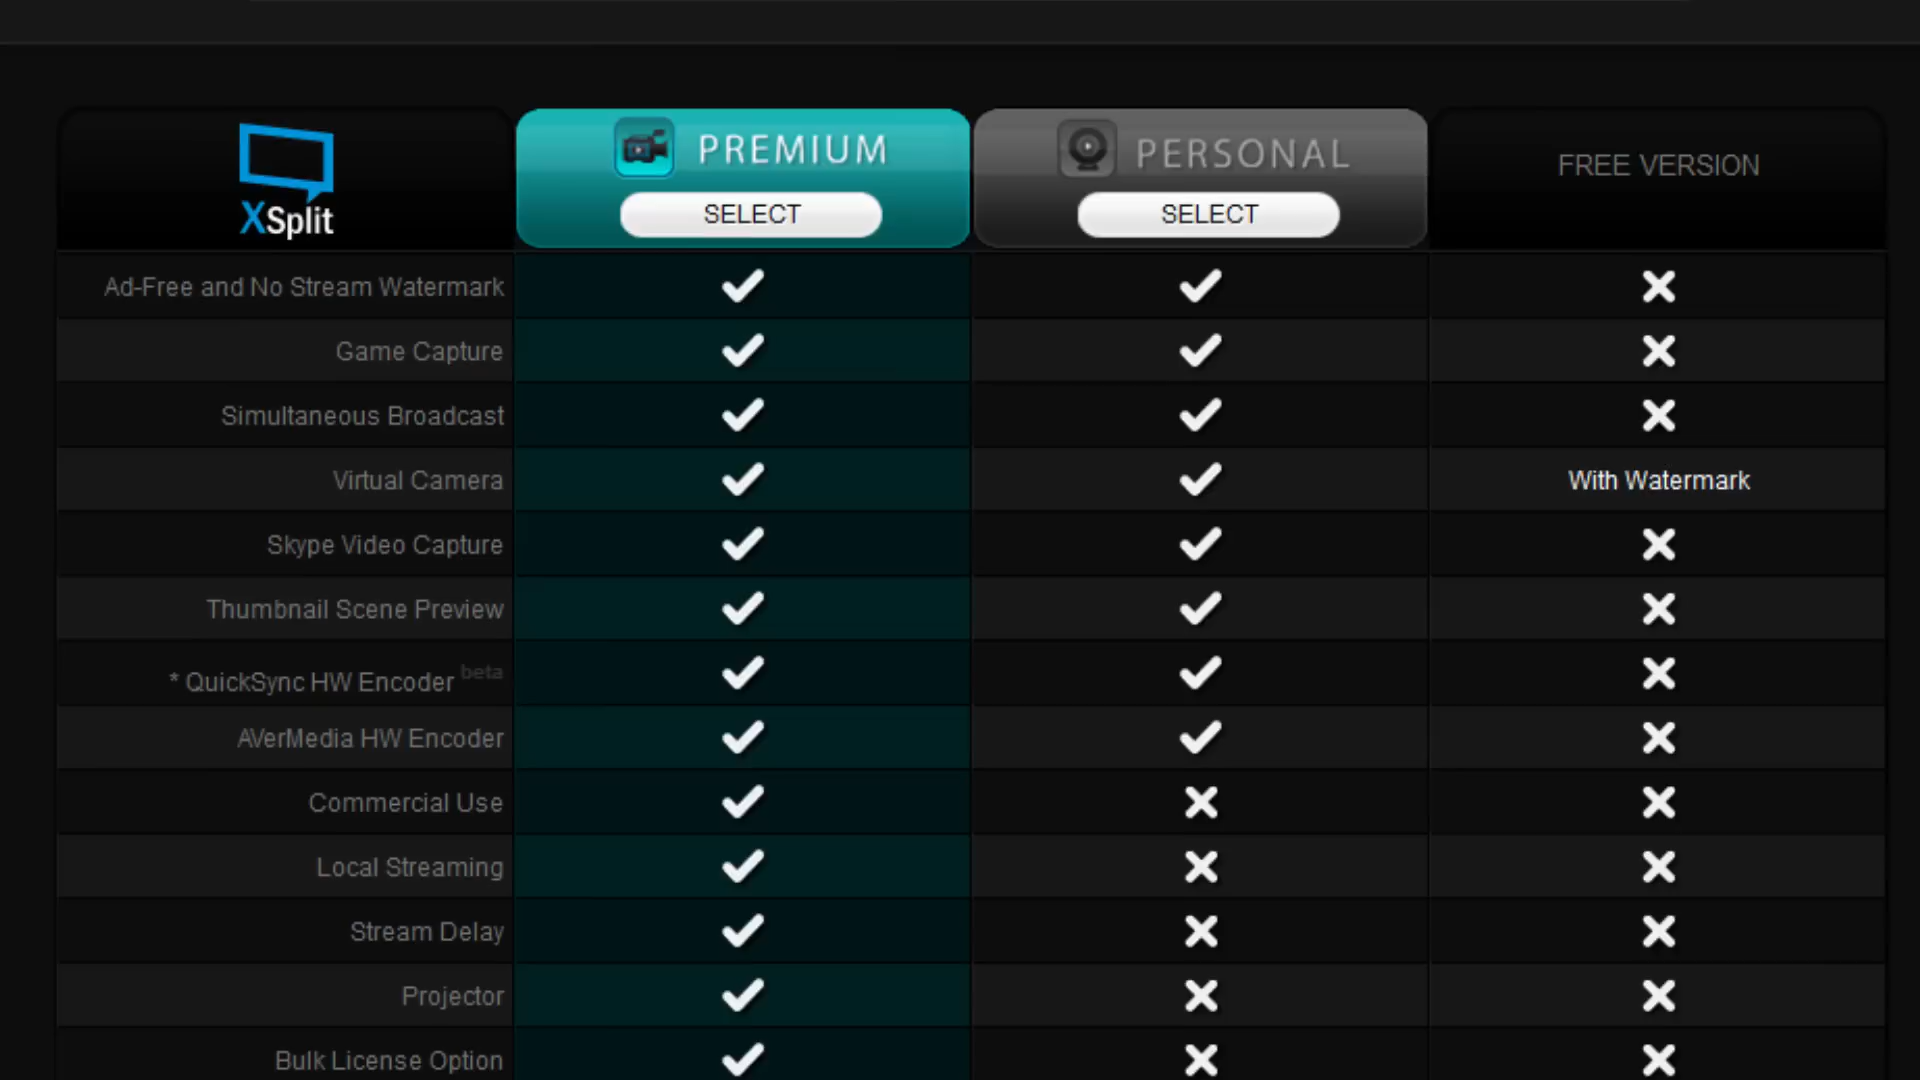 XSplit
PREMIUM
SELECT
PERSONAL
SELECT
FREE VERSION
Ad-Free and No Stream Watermark
Game Capture
Simultaneous Broadcast
Virtual Camera
With Watermark
Skype Video Capture
Thumbnail Scene Preview
* QuickSync HW Encoder beta
AVerMedia HW Encoder
Commercial Use
Local Streaming
Stream Delay
Projector
Bulk License Option